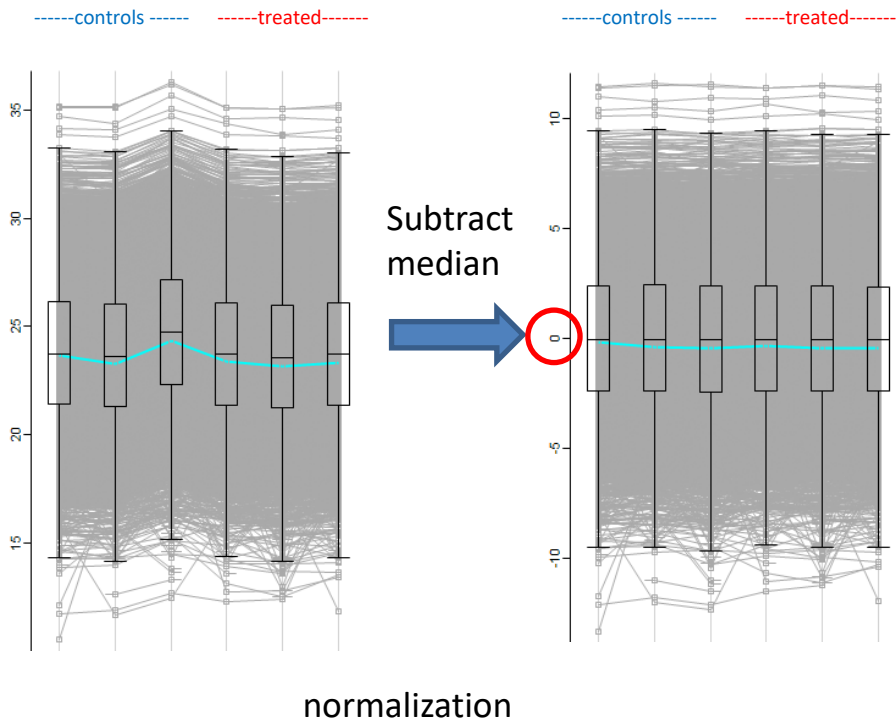 ------controls ------ -------treated-------
------controls ------ -------treated-------
35
30
25
20
15
Subtract
median
10
5
0
-5
-10
normalization